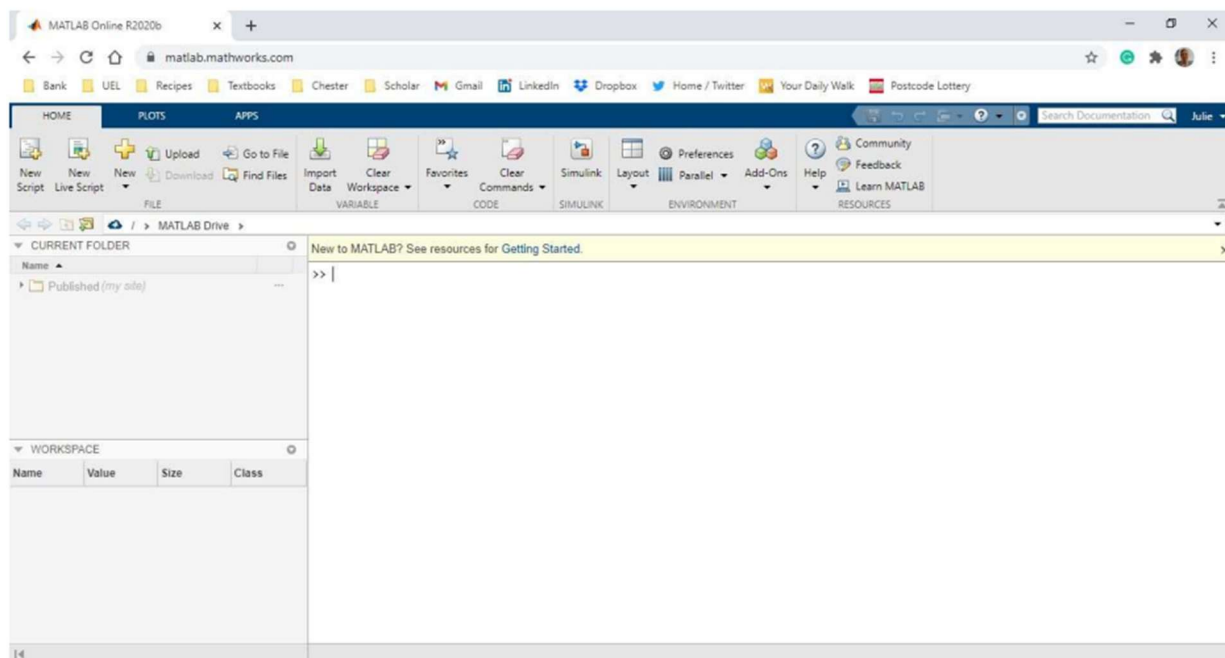 MATLAB Online R2020b
matlab.mathworks.com
Bank UEL Recipes Textbooks Chester Scholar Gmail LinkedIn Dropbox Home / Twitter Your Daily Walk Postcode Lottery
HOME PLOTS APPS Search Documentation Julie
New Script
New Live Script
New
Upload
Download
Go to File
Find Files
FILE
Import Data
Clear Workspace
VARIABLE
Favorites
Clear Commands
CODE
Simulink
SIMULINK
Layout
Preferences
Parallel
Add-Ons
ENVIRONMENT
Help
Community
Feedback
Learn MATLAB
RESOURCES
/ > MATLAB Drive >
CURRENT FOLDER
Name
Published (my site)
New to MATLAB? See resources for Getting Started.
>>
WORKSPACE
Name Value Size Class